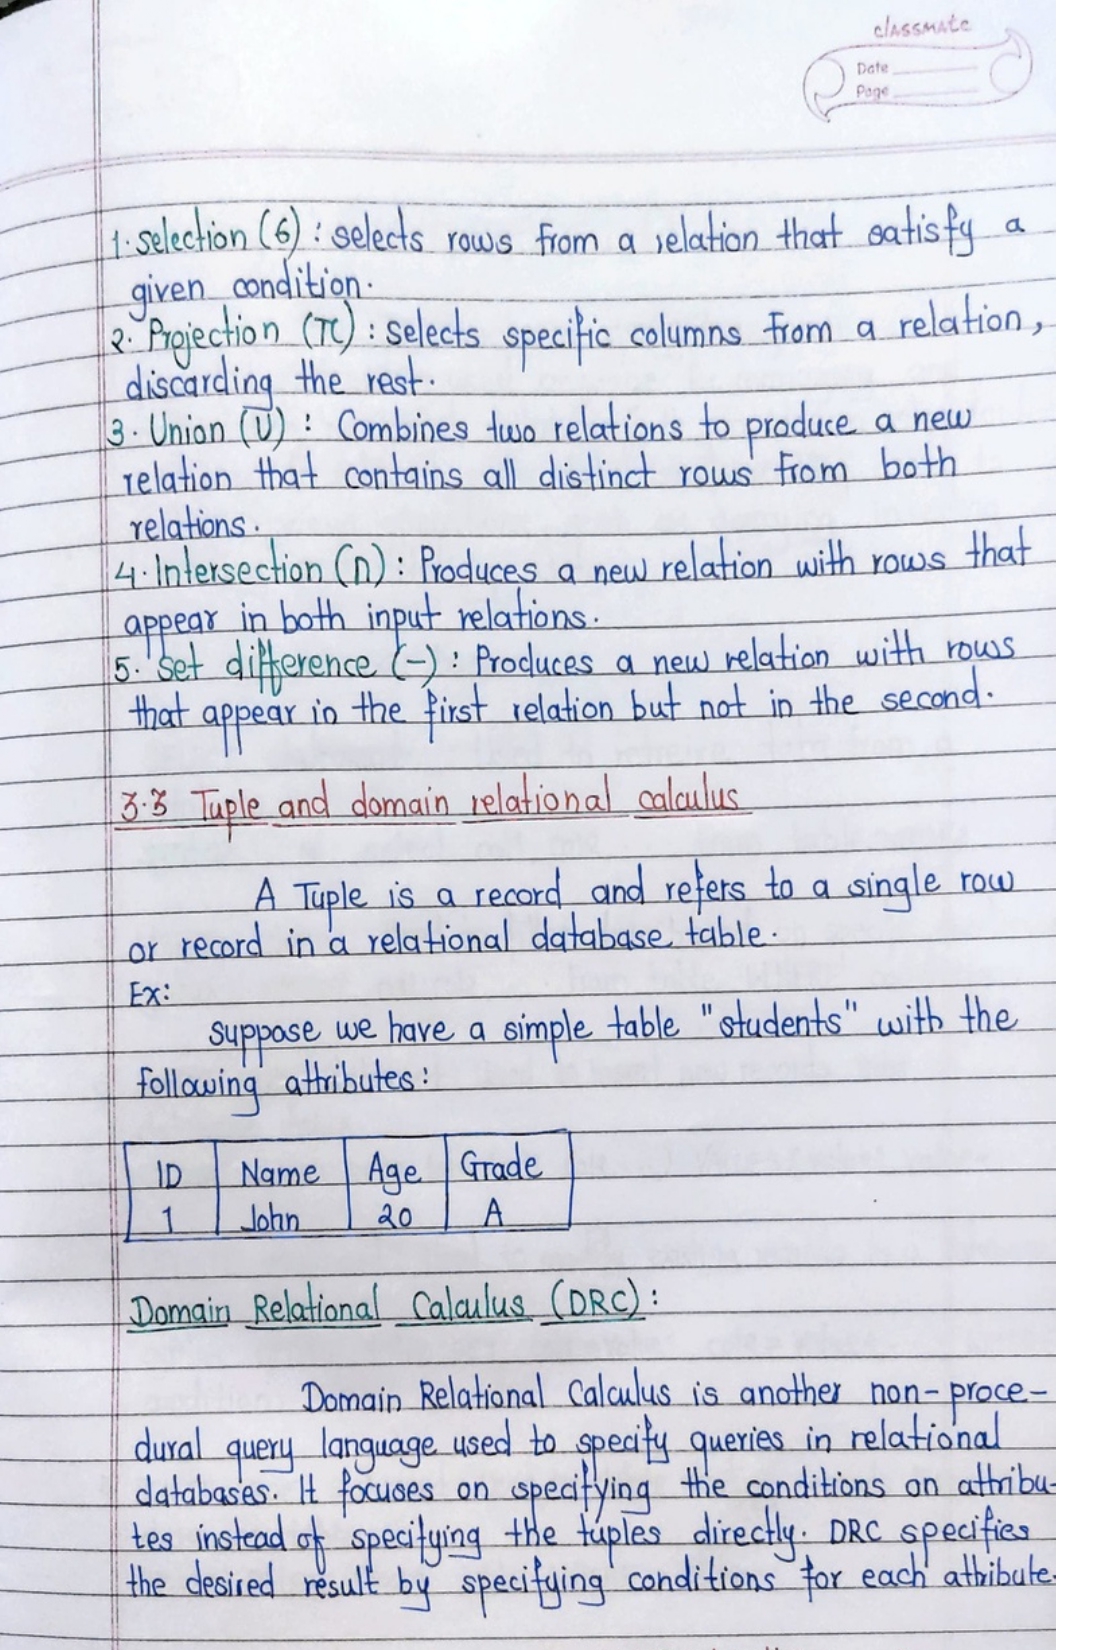 classmate
Date
Page
1. Selection (6) : selects rows from a relation that satisfy a
given condition.
2. Projection (π) : selects specific columns from a relation,
discarding the rest.
3. Union (U) : Combines two relations to produce a new
relation that contains all distinct rows from both
relations.
4. Intersection (n) : Produces a new relation with rows that
appear in both input relations.
5. Set difference (-) : Produces a new relation with rows
that appear in the first relation but not in the second.
3.3 Tuple and domain relational calculus
A Tuple is a record and refers to a single row
or record in a relational database table.
Ex:
suppose we have a simple table "students" with the
following attributes:
ID Name Age Grade
1 John 20 A
Domain Relational Calculus (DRC) :
Domain Relational Calculus is another non-proce-
dural query language used to specify queries in relational
databases. It focuses on specifying the conditions on attribu-
tes instead of specifying the tuples directly. DRC specifies
the desired result by specifying conditions for each attribute.